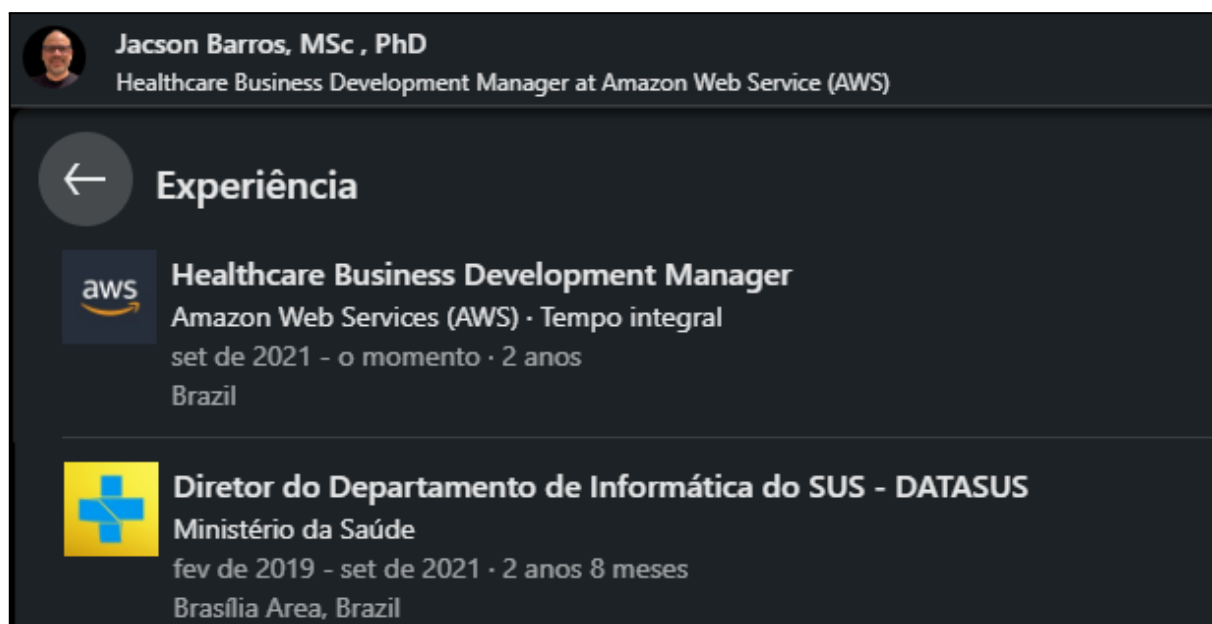 Jacson Barros, MSc , PhD
Healthcare Business Development Manager at Amazon Web Service (AWS)
Experiência
aws
Healthcare Business Development Manager
Amazon Web Services (AWS) · Tempo integral
set de 2021 - o momento · 2 anos
Brazil
Diretor do Departamento de Informática do SUS - DATASUS
Ministério da Saúde
fev de 2019 - set de 2021 · 2 anos 8 meses
Brasília Area, Brazil